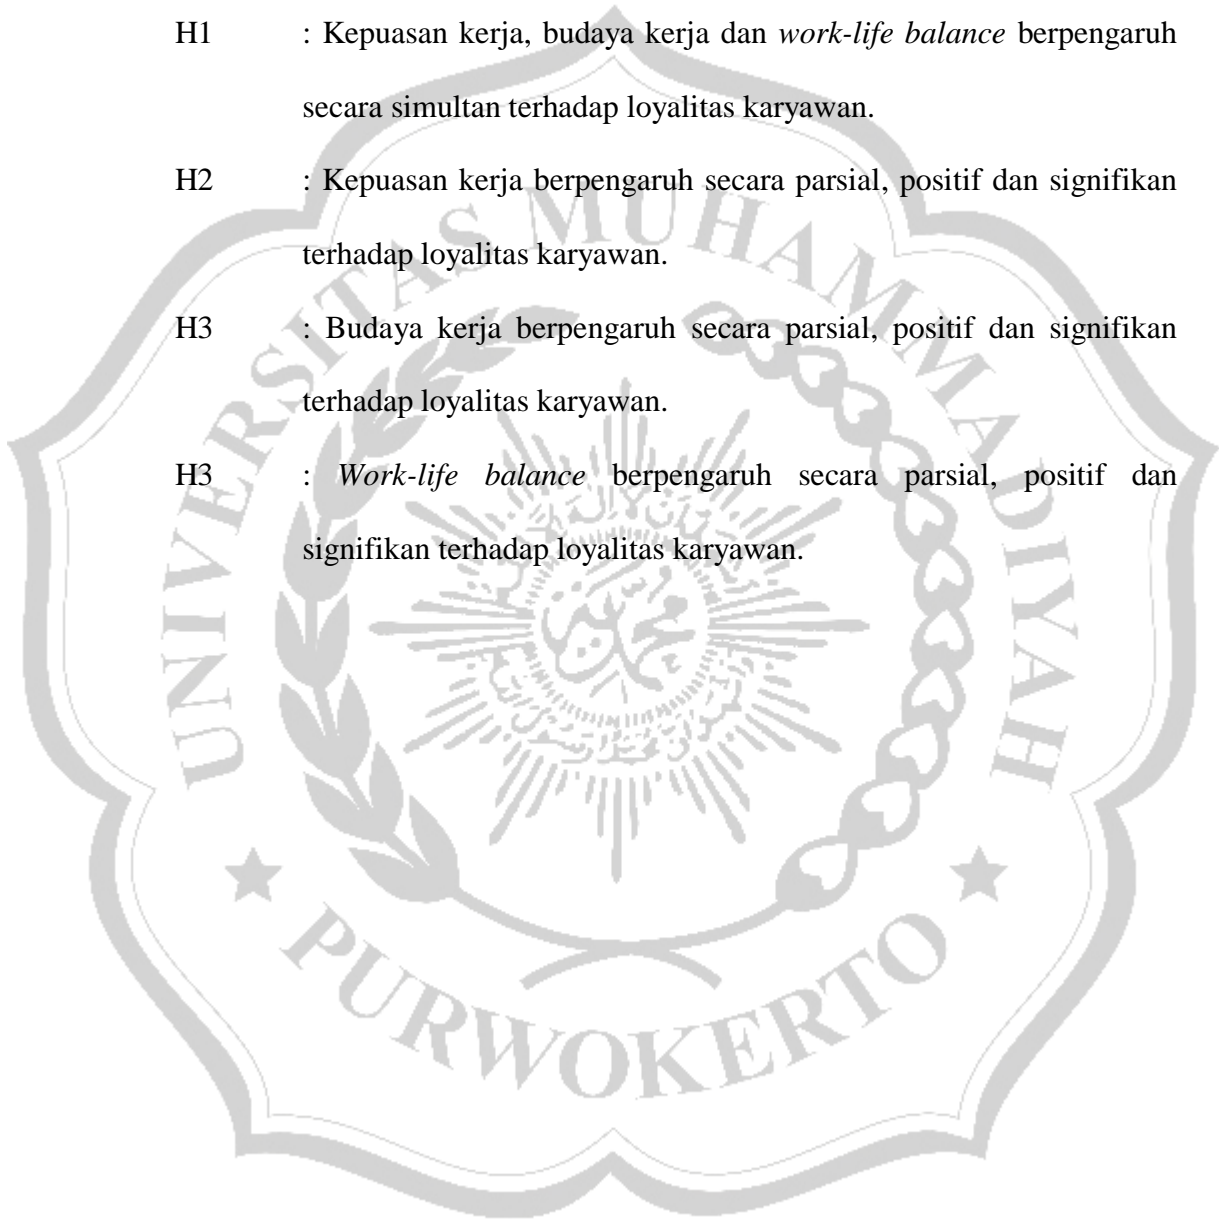 H1 : Kepuasan kerja, budaya kerja dan work-life balance berpengaruh
secara simultan terhadap loyalitas karyawan.
H2 : Kepuasan kerja berpengaruh secara parsial, positif dan signifikan
terhadap loyalitas karyawan.
H3 : Budaya kerja berpengaruh secara parsial, positif dan signifikan
terhadap loyalitas karyawan.
H3 : Work-life balance berpengaruh secara parsial, positif dan
signifikan terhadap loyalitas karyawan.
UNIVERSITAS MUHAMMADIYAH
PURWOKERTO